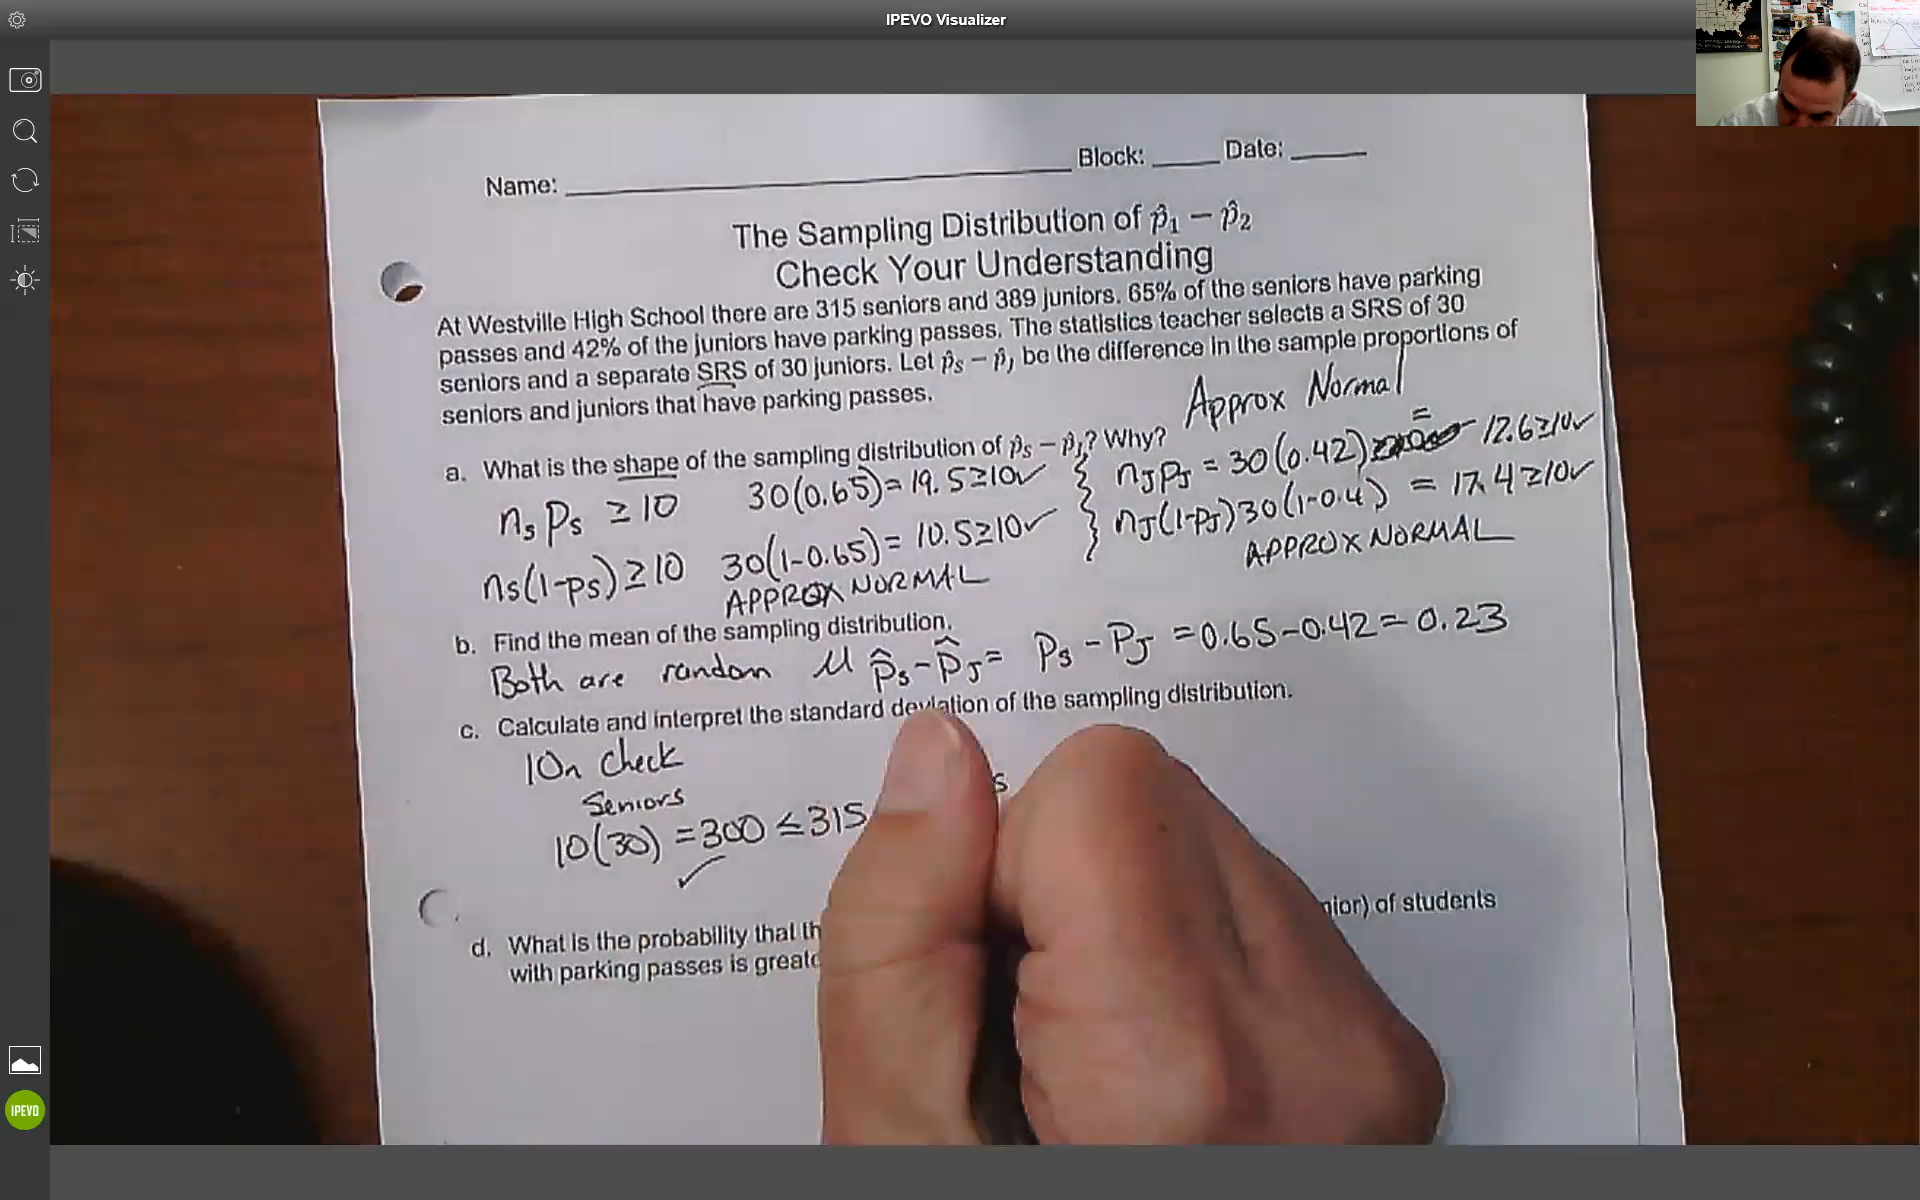 IPEVO Visualizer
Name: Block: Date:
The Sampling Distribution of p̂₁ − p̂₂
Check Your Understanding
At Westville High School there are 315 seniors and 389 juniors. 65% of the seniors have parking
passes and 42% of the juniors have parking passes. The statistics teacher selects a SRS of 30
seniors and a separate SRS of 30 juniors. Let p̂S − p̂J be the difference in the sample proportions of
seniors and juniors that have parking passes.
Approx Normal
a. What is the shape of the sampling distribution of p̂S − p̂J? Why?
nS pS ≥ 10 30(0.65) = 19.5 ≥ 10 ✓ nJ pJ = 30(0.42) = 12.6 ≥ 10 ✓
nS(1-pS) ≥ 10 30(1-0.65) = 10.5 ≥ 10 ✓ nJ(1-pJ) 30(1-0.4) = 17.4 ≥ 10 ✓
APPROX NORMAL APPROX NORMAL
b. Find the mean of the sampling distribution.
Both are random μ p̂S - p̂J = pS - pJ = 0.65 - 0.42 = 0.23
c. Calculate and interpret the standard deviation of the sampling distribution.
10n check
Seniors
10(30) = 300 ≤ 315
✓
d. What is the probability that th nior) of students
with parking passes is greate
IPEVO